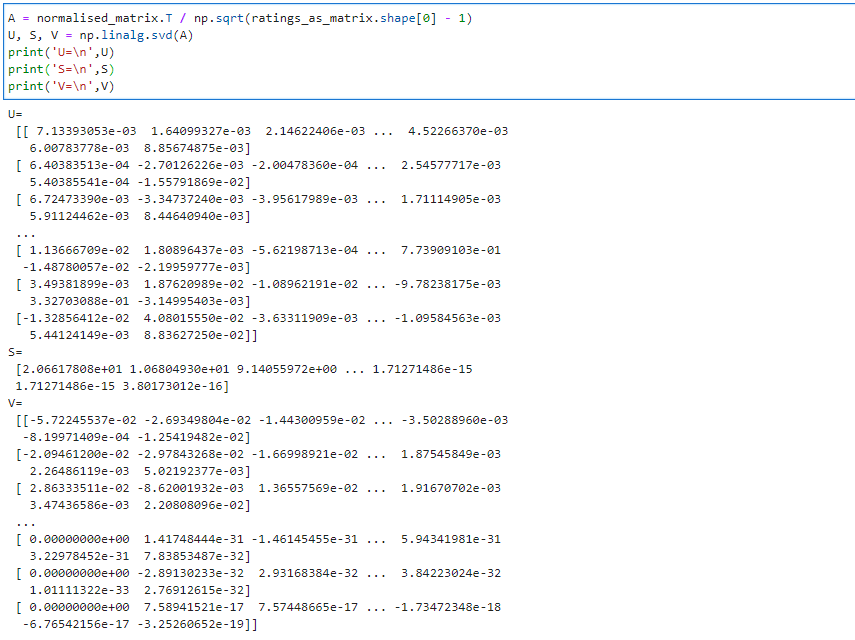 A = normalised_matrix.T / np.sqrt(ratings_as_matrix.shape[0] - 1)
U, S, V = np.linalg.svd(A)
print('U=\n',U)
print('S=\n',S)
print('V=\n',V)
U=
[[ 7.13393053e-03 1.64099327e-03 2.14622406e-03 ... 4.52266370e-03
6.00783778e-03 8.85674875e-03]
[ 6.40383513e-04 -2.70126226e-03 -2.00478360e-04 ... 2.54577717e-03
5.40385541e-04 -1.55791869e-02]
[ 6.72473390e-03 -3.34737240e-03 -3.95617989e-03 ... 1.71114905e-03
5.91124462e-03 8.44640940e-03]
...
[ 1.13666709e-02 1.80896437e-03 -5.62198713e-04 ... 7.73909103e-01
-1.48780057e-02 -2.19959777e-03]
[ 3.49381899e-03 1.87620989e-02 -1.08962191e-02 ... -9.78238175e-03
3.32703088e-01 -3.14995403e-03]
[-1.32856412e-02 4.08015550e-02 -3.63311909e-03 ... -1.09584563e-03
5.44124149e-03 8.83627250e-02]]
S=
[2.06617808e+01 1.06804930e+01 9.14055972e+00 ... 1.71271486e-15
1.71271486e-15 3.80173012e-16]
V=
[[-5.72245537e-02 -2.69349804e-02 -1.44300959e-02 ... -3.50288960e-03
-8.19971409e-04 -1.25419482e-02]
[-2.09461200e-02 -2.97843268e-02 -1.66998921e-02 ... 1.87545849e-03
2.26486119e-03 5.02192377e-03]
[ 2.86333511e-02 -8.62001932e-03 1.36557569e-02 ... 1.91670702e-03
3.47436586e-03 2.20808096e-02]
...
[ 0.00000000e+00 1.41748444e-31 -1.46145455e-31 ... 5.94341981e-31
3.22978452e-31 7.83853487e-32]
[ 0.00000000e+00 -2.89130233e-32 2.93168384e-32 ... 3.84223024e-32
1.01111322e-33 2.76912615e-32]
[ 0.00000000e+00 7.58941521e-17 7.57448665e-17 ... -1.73472348e-18
-6.76542156e-17 -3.25260652e-19]]